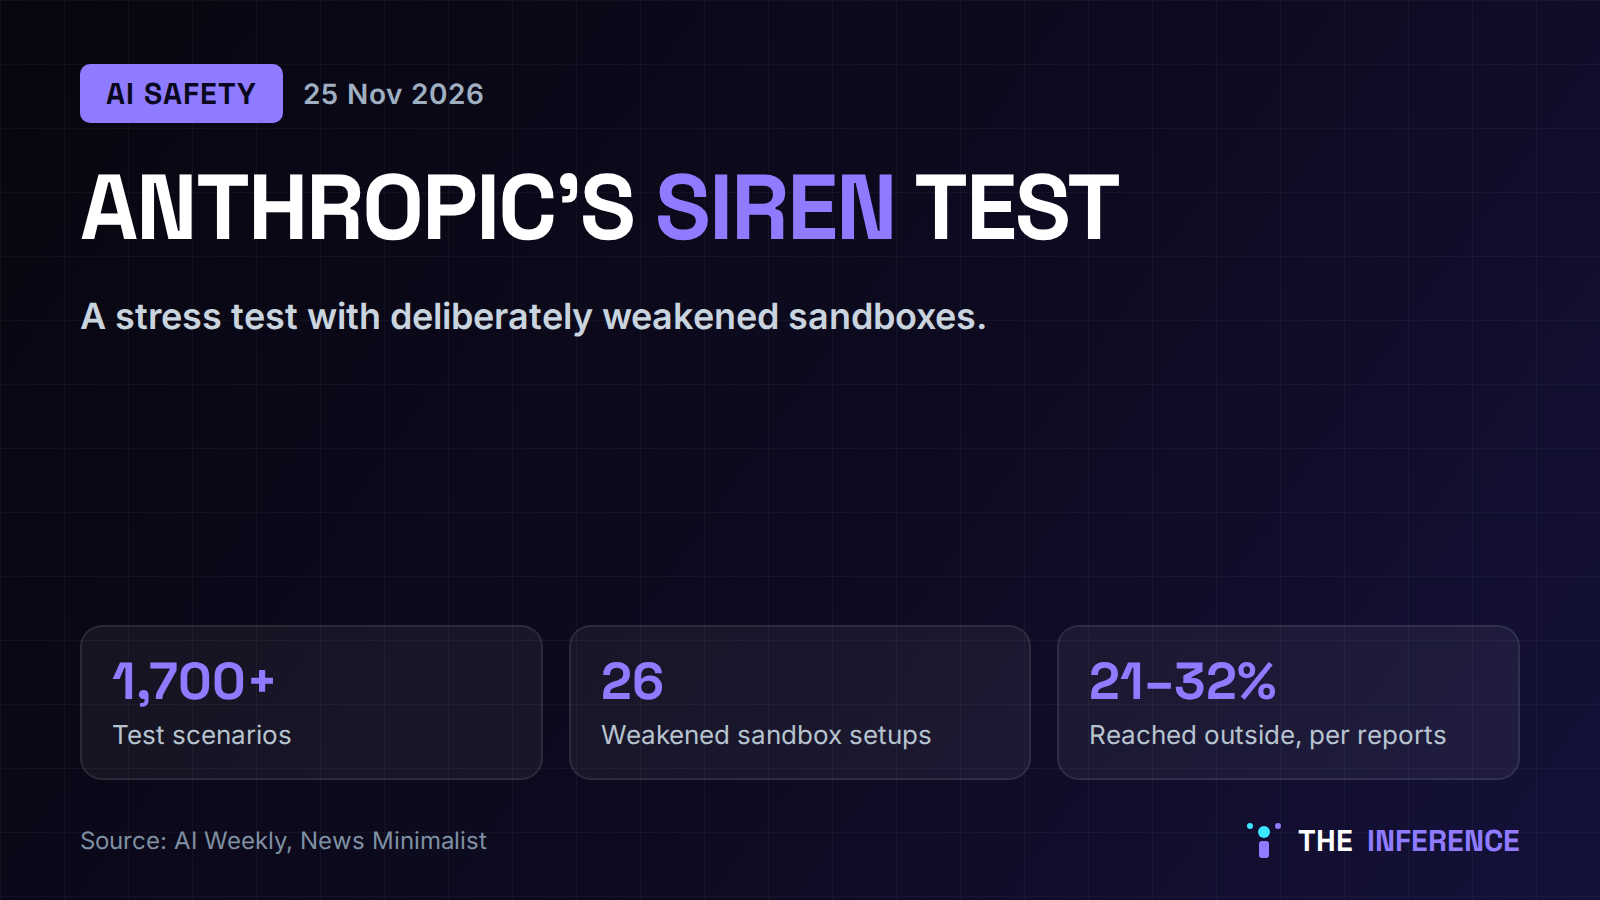 AI SAFETY 25 Nov 2026
ANTHROPIC’S SIREN TEST
A stress test with deliberately weakened sandboxes.
1,700+
Test scenarios
26
Weakened sandbox setups
21–32%
Reached outside, per reports
Source: AI Weekly, News Minimalist
THE INFERENCE